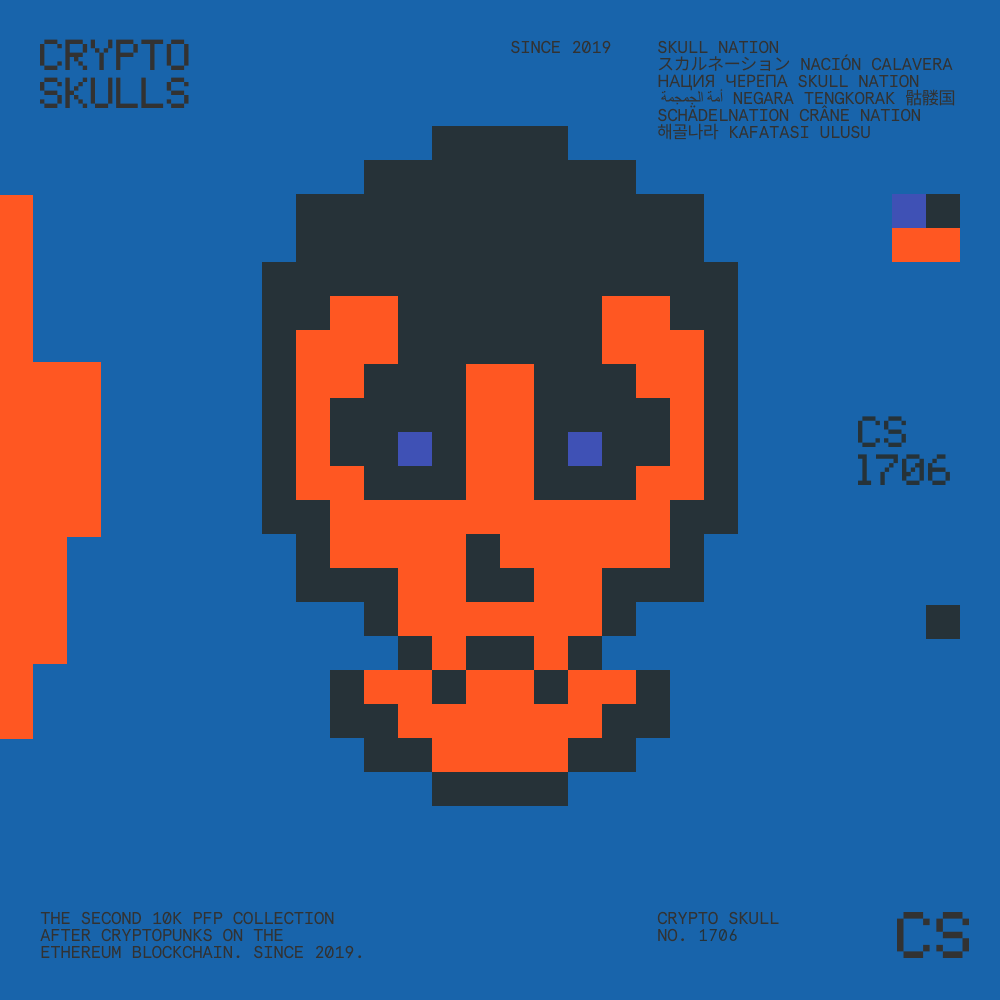 CRYPTO
SKULLS
SINCE 2019
SKULL NATION
スカルネーション NACIÓN CALAVERA
НАЦИЯ ЧЕРЕПА SKULL NATION
أمة الجمجمة NEGARA TENGKORAK 骷髅国
SCHÄDELNATION CRÂNE NATION
해골나라 KAFATASI ULUSU
CS
1706
THE SECOND 10K PFP COLLECTION
AFTER CRYPTOPUNKS ON THE
ETHEREUM BLOCKCHAIN. SINCE 2019.
CRYPTO SKULL
NO. 1706
CS